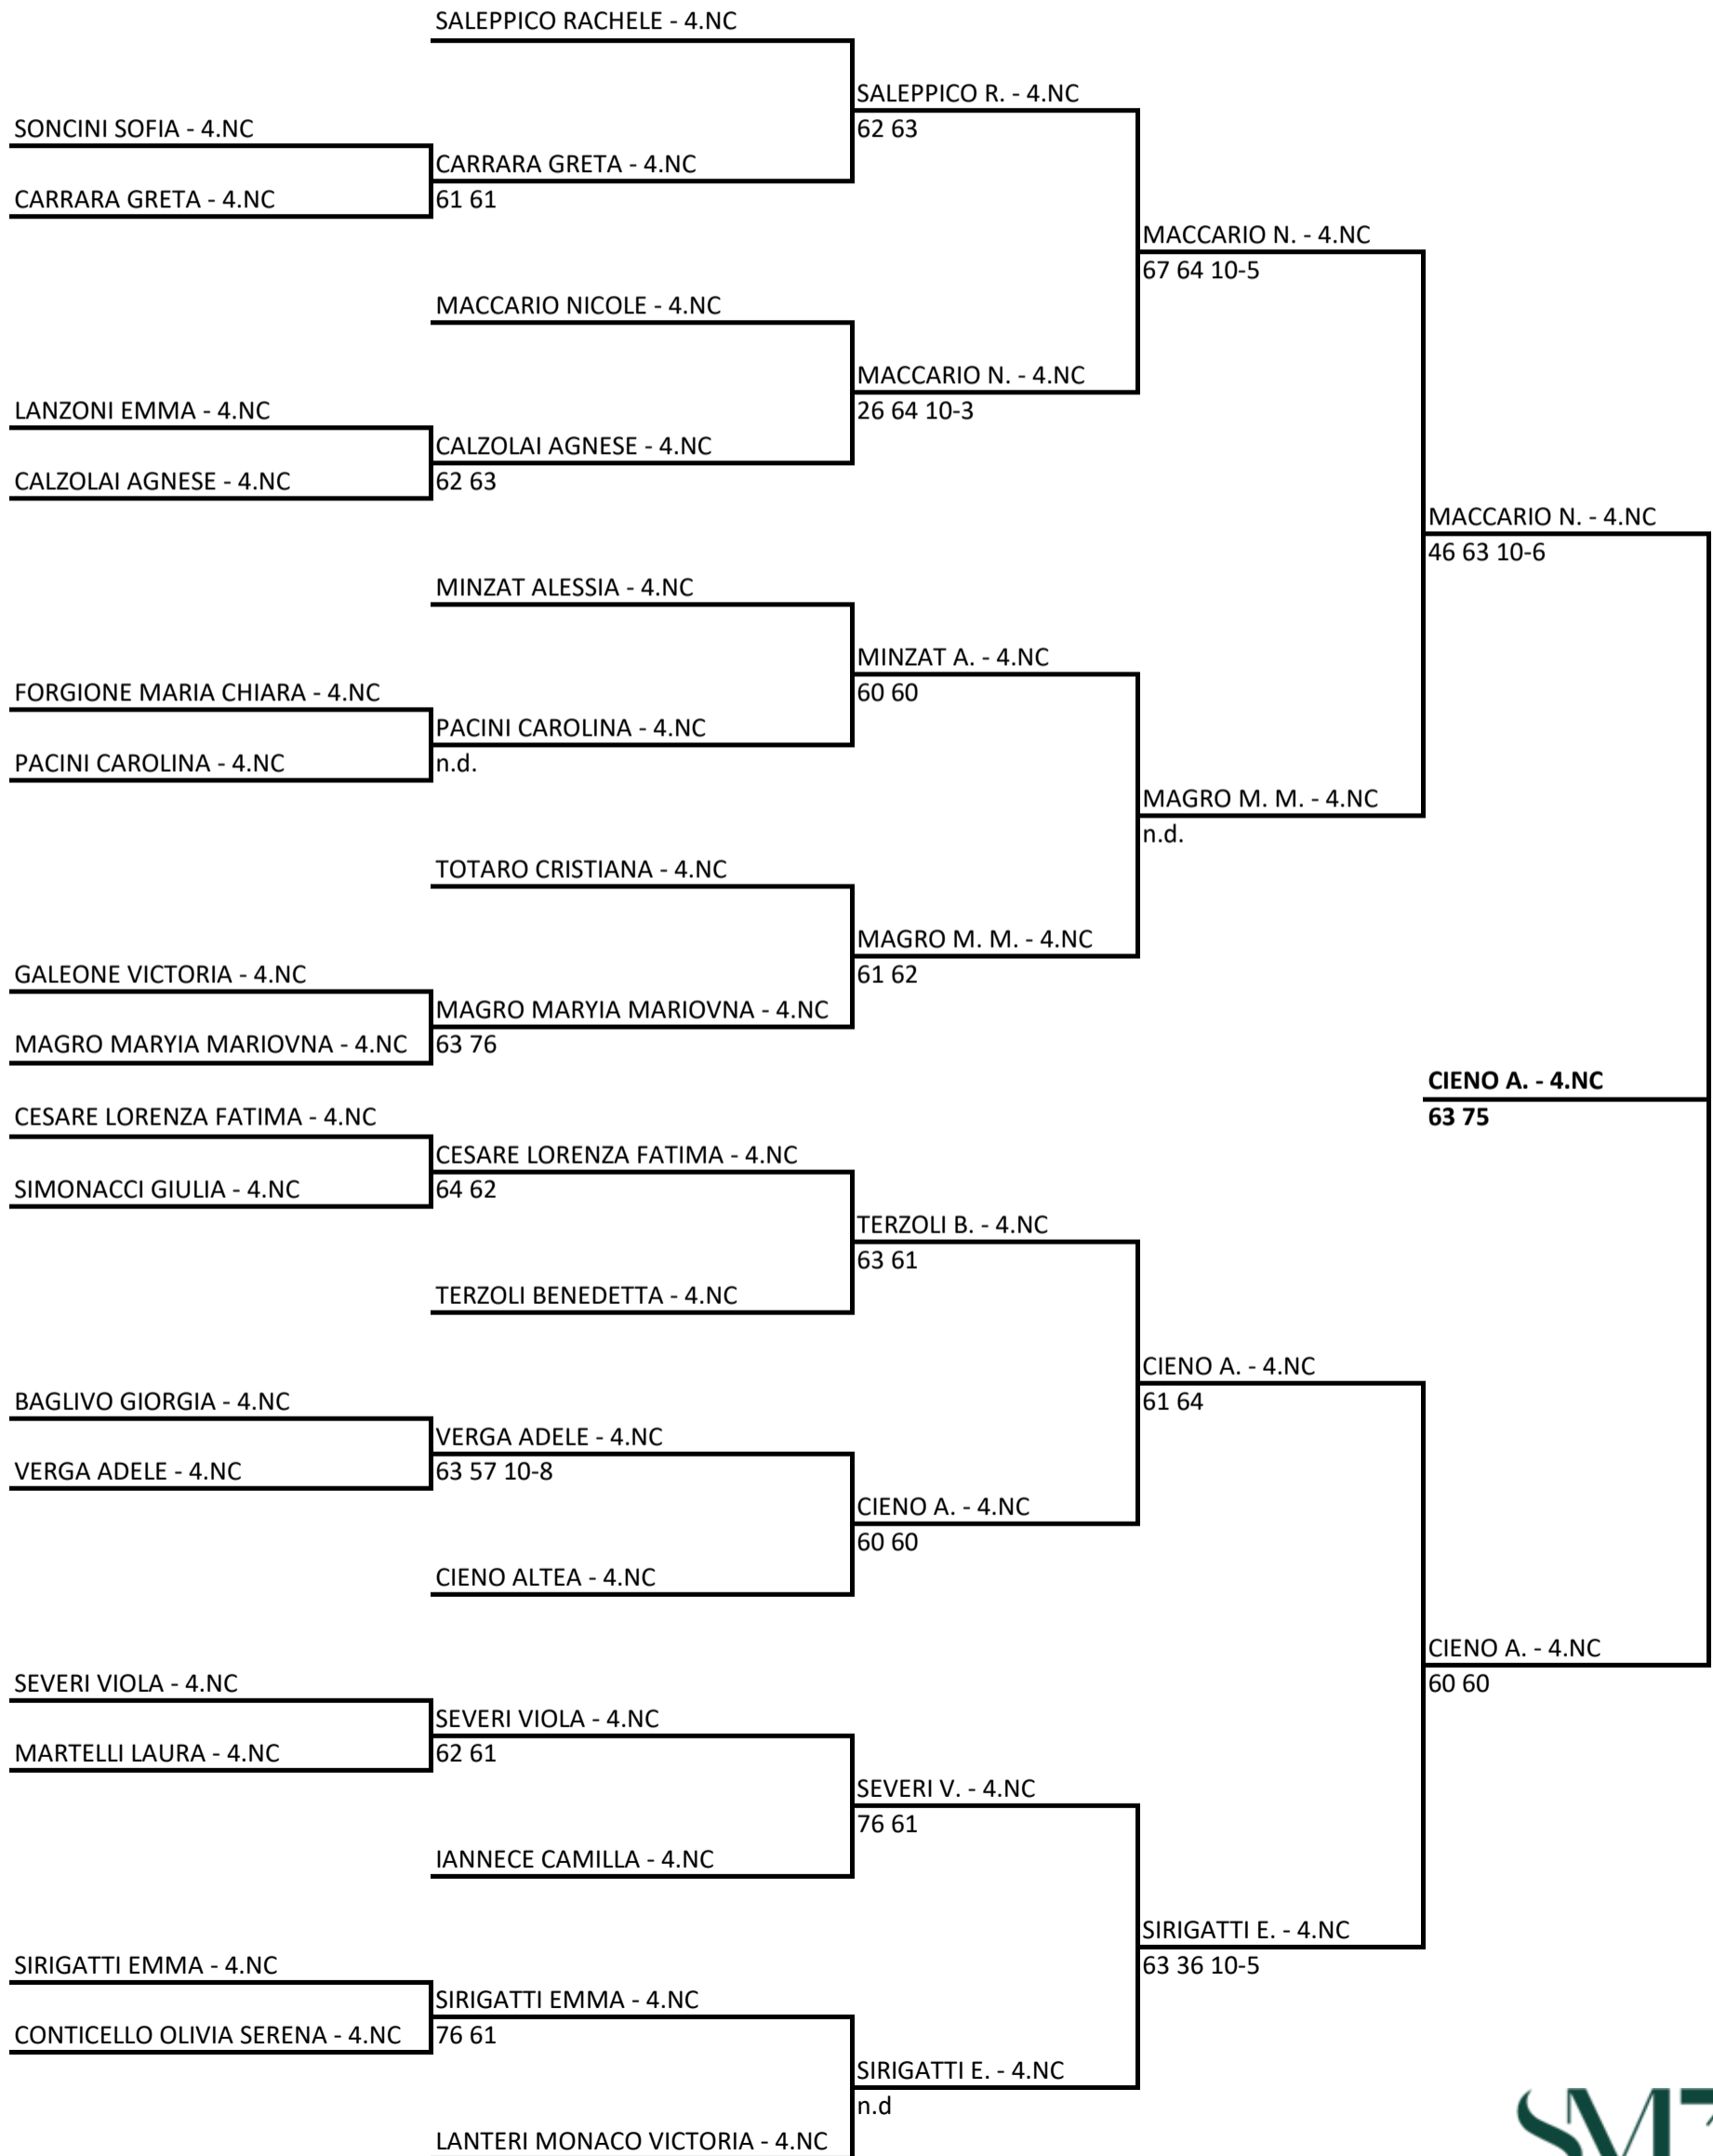 SALEPPICO RACHELE - 4.NC
SALEPPICO R. - 4.NC
SONCINI SOFIA - 4.NC
62 63
CARRARA GRETA - 4.NC
CARRARA GRETA - 4.NC
61 61
MACCARIO N. - 4.NC
67 64 10-5
MACCARIO NICOLE - 4.NC
MACCARIO N. - 4.NC
LANZONI EMMA - 4.NC
26 64 10-3
CALZOLAI AGNESE - 4.NC
CALZOLAI AGNESE - 4.NC
62 63
MACCARIO N. - 4.NC
46 63 10-6
MINZAT ALESSIA - 4.NC
MINZAT A. - 4.NC
FORGIONE MARIA CHIARA - 4.NC
60 60
PACINI CAROLINA - 4.NC
PACINI CAROLINA - 4.NC
n.d.
MAGRO M. M. - 4.NC
n.d.
TOTARO CRISTIANA - 4.NC
MAGRO M. M. - 4.NC
GALEONE VICTORIA - 4.NC
61 62
MAGRO MARYIA MARIOVNA - 4.NC
MAGRO MARYIA MARIOVNA - 4.NC
63 76
CIENO A. - 4.NC
63 75
CESARE LORENZA FATIMA - 4.NC
CESARE LORENZA FATIMA - 4.NC
SIMONACCI GIULIA - 4.NC
64 62
TERZOLI B. - 4.NC
63 61
TERZOLI BENEDETTA - 4.NC
CIENO A. - 4.NC
61 64
BAGLIVO GIORGIA - 4.NC
VERGA ADELE - 4.NC
VERGA ADELE - 4.NC
63 57 10-8
CIENO A. - 4.NC
60 60
CIENO ALTEA - 4.NC
CIENO A. - 4.NC
60 60
SEVERI VIOLA - 4.NC
SEVERI VIOLA - 4.NC
MARTELLI LAURA - 4.NC
62 61
SEVERI V. - 4.NC
76 61
IANNECE CAMILLA - 4.NC
SIRIGATTI E. - 4.NC
63 36 10-5
SIRIGATTI EMMA - 4.NC
SIRIGATTI EMMA - 4.NC
CONTICELLO OLIVIA SERENA - 4.NC
76 61
SIRIGATTI E. - 4.NC
n.d
LANTERI MONACO VICTORIA - 4.NC